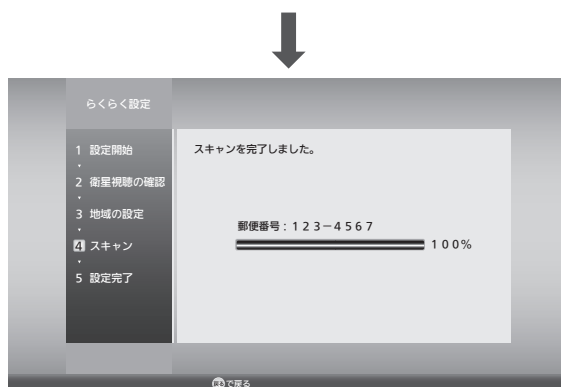 らくらく設定
1 設定開始
2 衛星視聴の確認
3 地域の設定
4 スキャン
5 設定完了
スキャンを完了しました。
郵便番号：１２３－４５６７
１００％
戻るで戻る